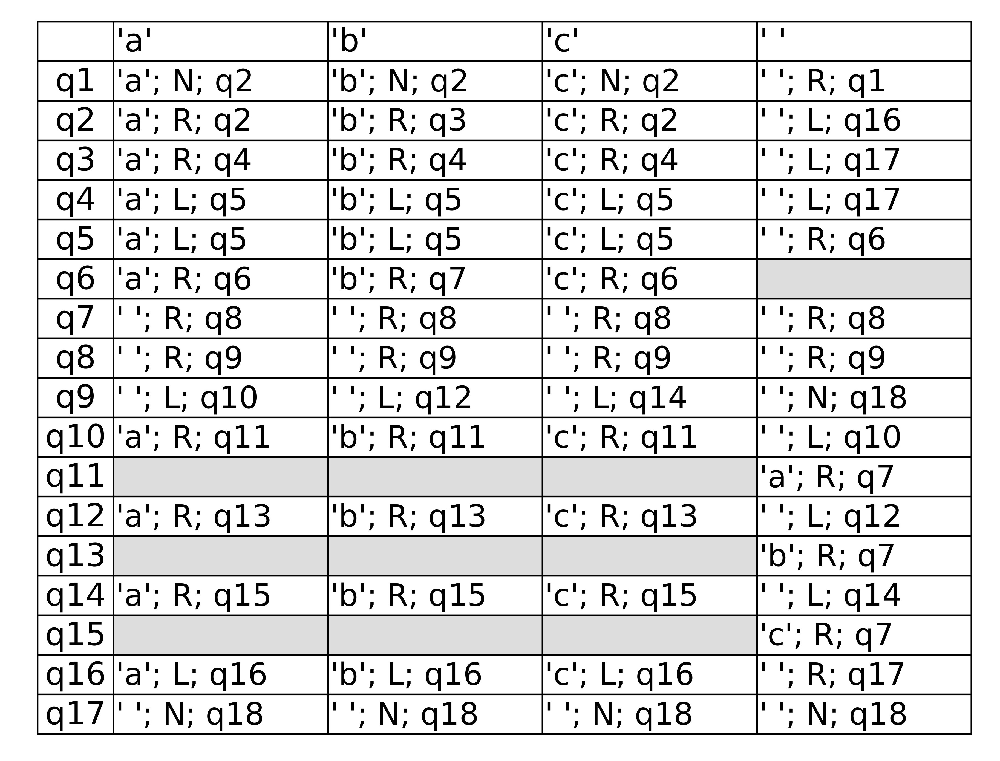 'a' 'b' 'c' ' '
q1 'a'; N; q2 'b'; N; q2 'c'; N; q2 ' '; R; q1
q2 'a'; R; q2 'b'; R; q3 'c'; R; q2 ' '; L; q16
q3 'a'; R; q4 'b'; R; q4 'c'; R; q4 ' '; L; q17
q4 'a'; L; q5 'b'; L; q5 'c'; L; q5 ' '; L; q17
q5 'a'; L; q5 'b'; L; q5 'c'; L; q5 ' '; R; q6
q6 'a'; R; q6 'b'; R; q7 'c'; R; q6
q7 ' '; R; q8 ' '; R; q8 ' '; R; q8 ' '; R; q8
q8 ' '; R; q9 ' '; R; q9 ' '; R; q9 ' '; R; q9
q9 ' '; L; q10 ' '; L; q12 ' '; L; q14 ' '; N; q18
q10 'a'; R; q11 'b'; R; q11 'c'; R; q11 ' '; L; q10
q11 'a'; R; q7
q12 'a'; R; q13 'b'; R; q13 'c'; R; q13 ' '; L; q12
q13 'b'; R; q7
q14 'a'; R; q15 'b'; R; q15 'c'; R; q15 ' '; L; q14
q15 'c'; R; q7
q16 'a'; L; q16 'b'; L; q16 'c'; L; q16 ' '; R; q17
q17 ' '; N; q18 ' '; N; q18 ' '; N; q18 ' '; N; q18